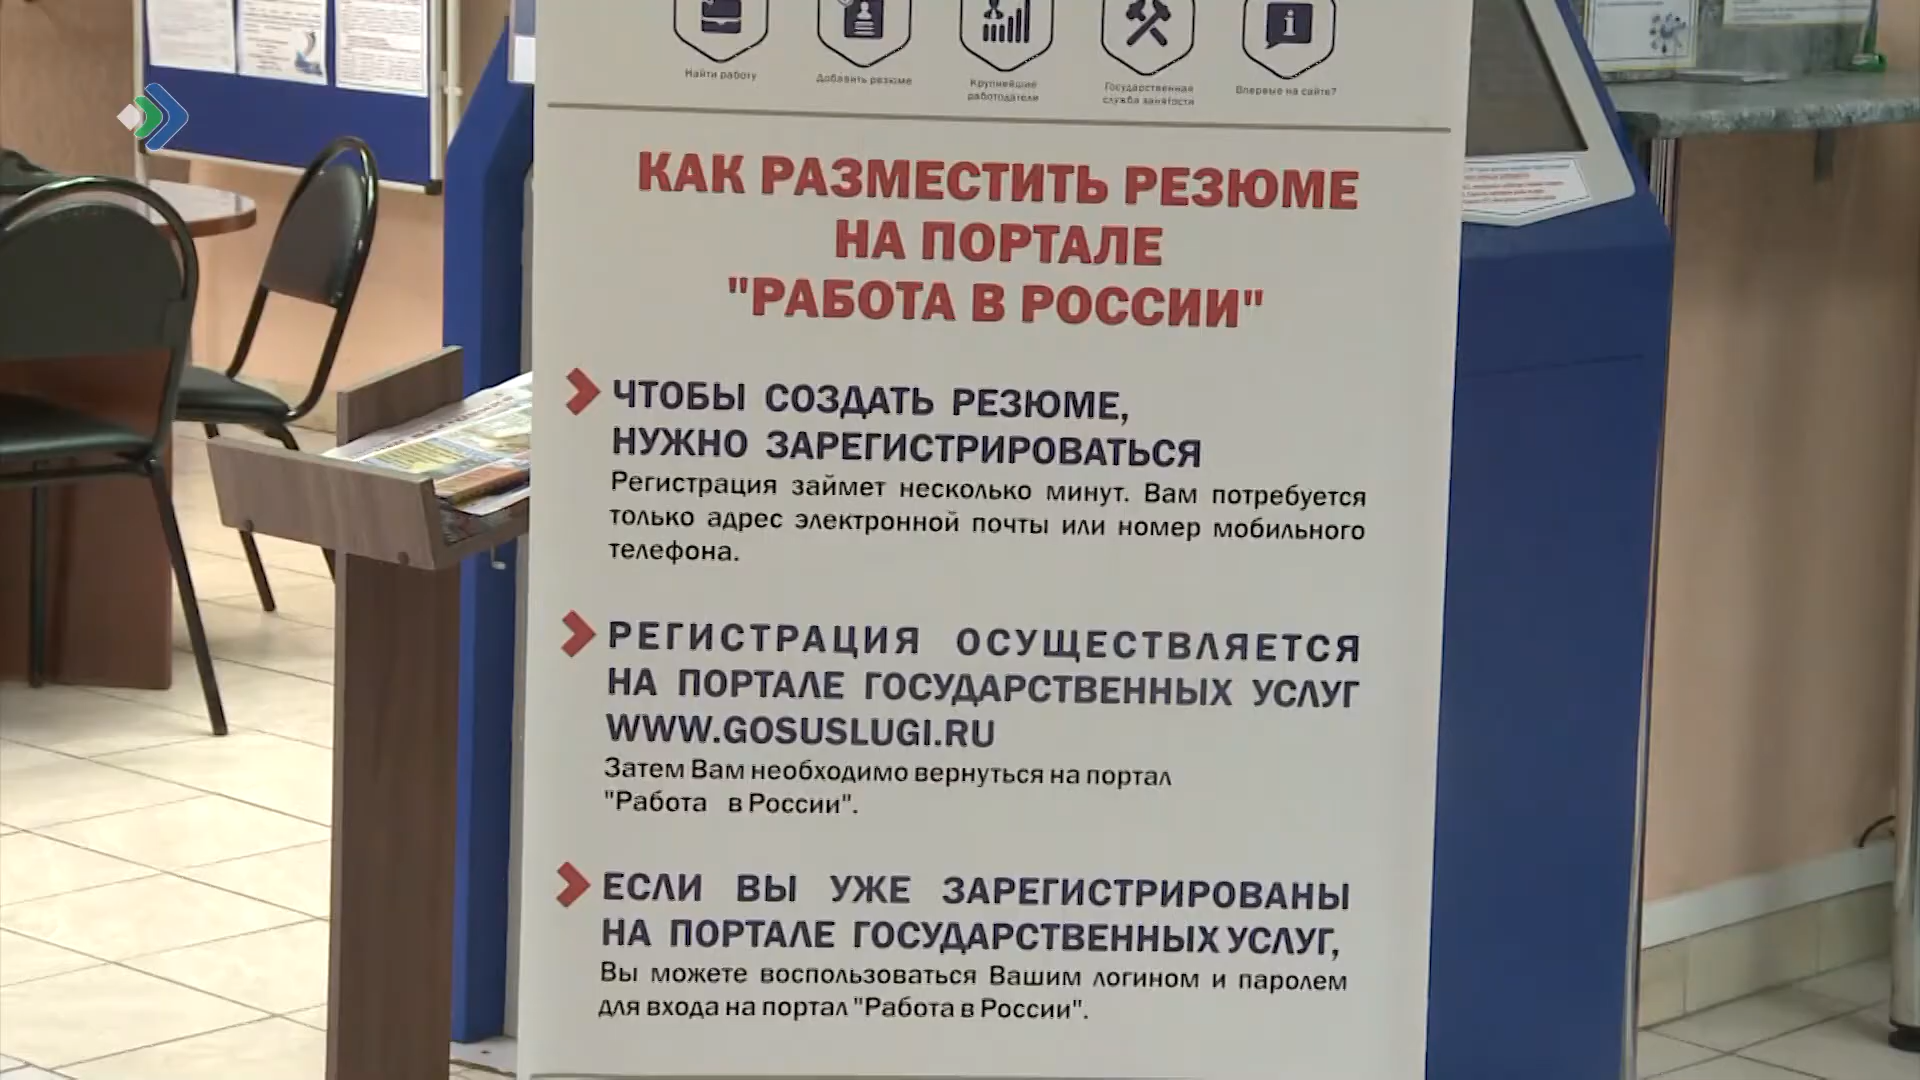 Найти работу
Добавить резюме
Крупнейшие
работодатели
Государственная
служба занятости
Впервые на сайте?
КАК РАЗМЕСТИТЬ РЕЗЮМЕ
НА ПОРТАЛЕ
"РАБОТА В РОССИИ"
ЧТОБЫ СОЗДАТЬ РЕЗЮМЕ,
НУЖНО ЗАРЕГИСТРИРОВАТЬСЯ
Регистрация займет несколько минут. Вам потребуется
только адрес электронной почты или номер мобильного
телефона.
РЕГИСТРАЦИЯ ОСУЩЕСТВЛЯЕТСЯ
НА ПОРТАЛЕ ГОСУДАРСТВЕННЫХ УСЛУГ
WWW.GOSUSLUGI.RU
Затем Вам необходимо вернуться на портал
"Работа в России".
ЕСЛИ ВЫ УЖЕ ЗАРЕГИСТРИРОВАНЫ
НА ПОРТАЛЕ ГОСУДАРСТВЕННЫХ УСЛУГ,
Вы можете воспользоваться Вашим логином и паролем
для входа на портал "Работа в России".